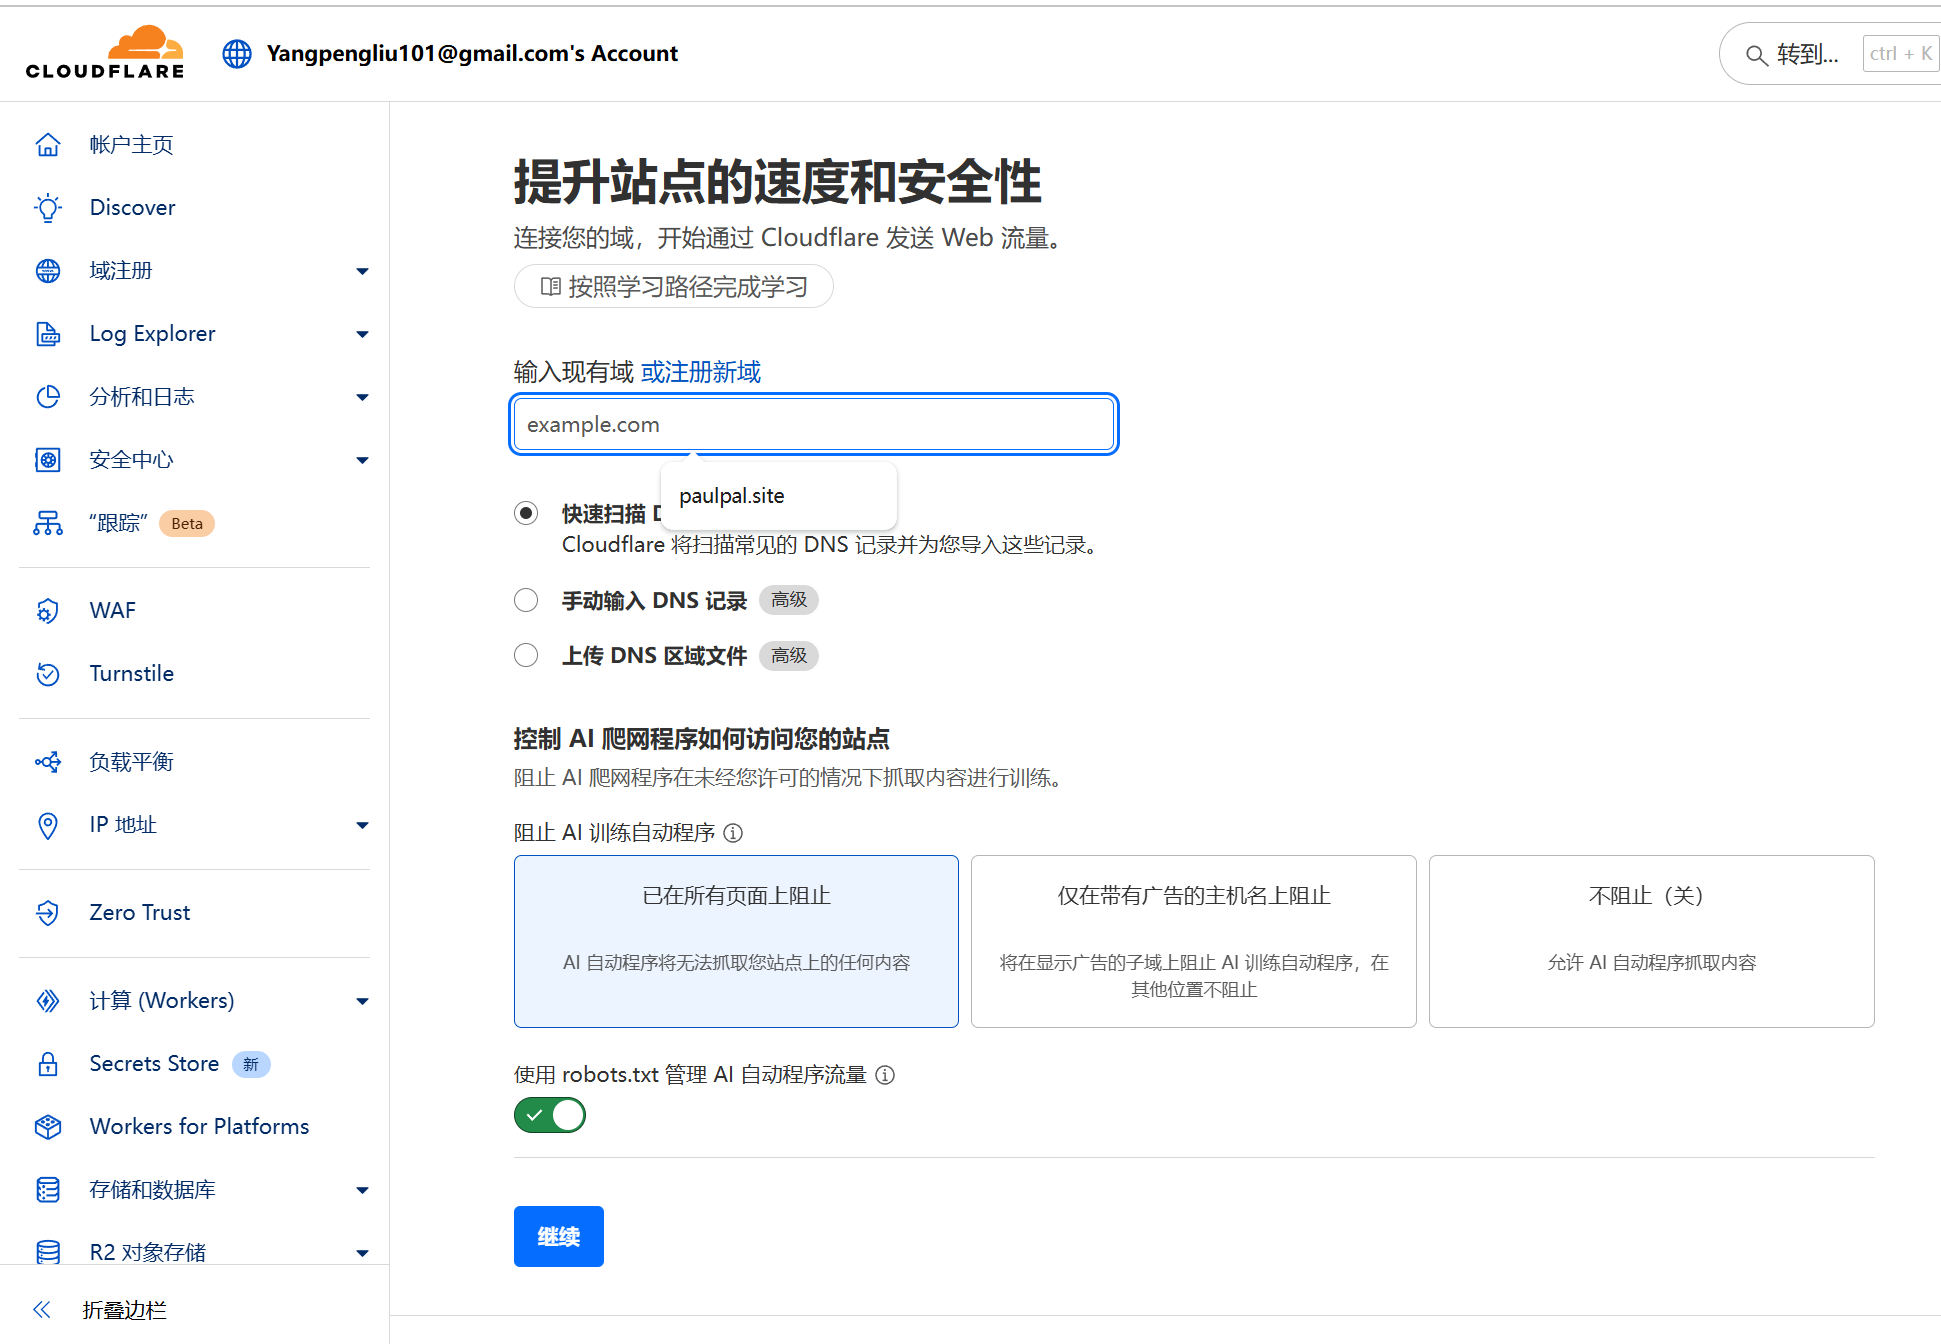 CLOUDFLARE
Yangpengliu101@gmail.com's Account
转到...
ctrl + K
帐户主页
Discover
域注册
Log Explorer
分析和日志
安全中心
“跟踪” Beta
WAF
Turnstile
负载平衡
IP 地址
Zero Trust
计算 (Workers)
Secrets Store 新
Workers for Platforms
存储和数据库
R2 对象存储
折叠边栏
提升站点的速度和安全性
连接您的域，开始通过 Cloudflare 发送 Web 流量。
按照学习路径完成学习
输入现有域 或注册新域
example.com
paulpal.site
快速扫描
Cloudflare 将扫描常见的 DNS 记录并为您导入这些记录。
手动输入 DNS 记录 高级
上传 DNS 区域文件 高级
控制 AI 爬网程序如何访问您的站点
阻止 AI 爬网程序在未经您许可的情况下抓取内容进行训练。
阻止 AI 训练自动程序
已在所有页面上阻止
AI 自动程序将无法抓取您站点上的任何内容
仅在带有广告的主机名上阻止
将在显示广告的子域上阻止 AI 训练自动程序，在
其他位置不阻止
不阻止（关）
允许 AI 自动程序抓取内容
使用 robots.txt 管理 AI 自动程序流量
继续